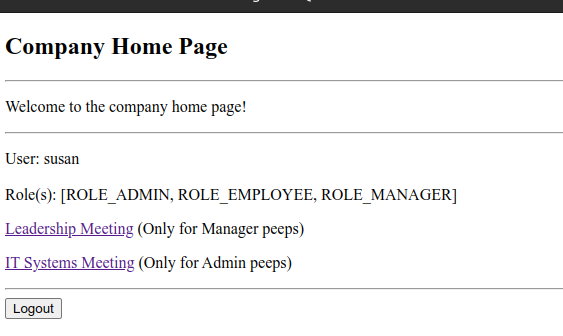 Company Home Page
Welcome to the company home page!
User: susan
Role(s): [ROLE_ADMIN, ROLE_EMPLOYEE, ROLE_MANAGER]
Leadership Meeting (Only for Manager peeps)
IT Systems Meeting (Only for Admin peeps)
Logout